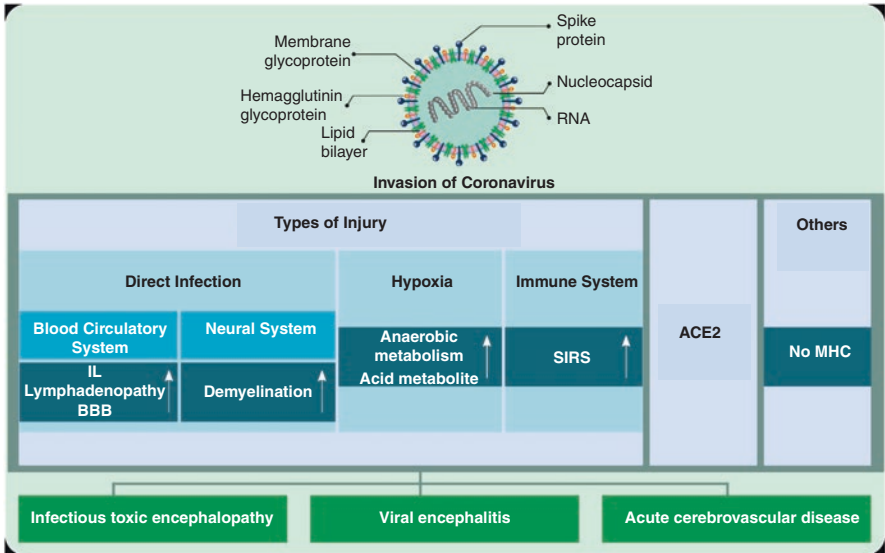 Spike
protein
Membrane
glycoprotein
Nucleocapsid
Hemagglutinin
glycoprotein
RNA
Lipid
bilayer
Invasion of Coronavirus
Types of Injury
Others
Direct Infection
Hypoxia
Immune System
Blood Circulatory
System
Neural System
Anaerobic
metabolism
Acid metabolite
SIRS
ACE2
No MHC
IL
Lymphadenopathy
BBB
Demyelination
Infectious toxic encephalopathy
Viral encephalitis
Acute cerebrovascular disease